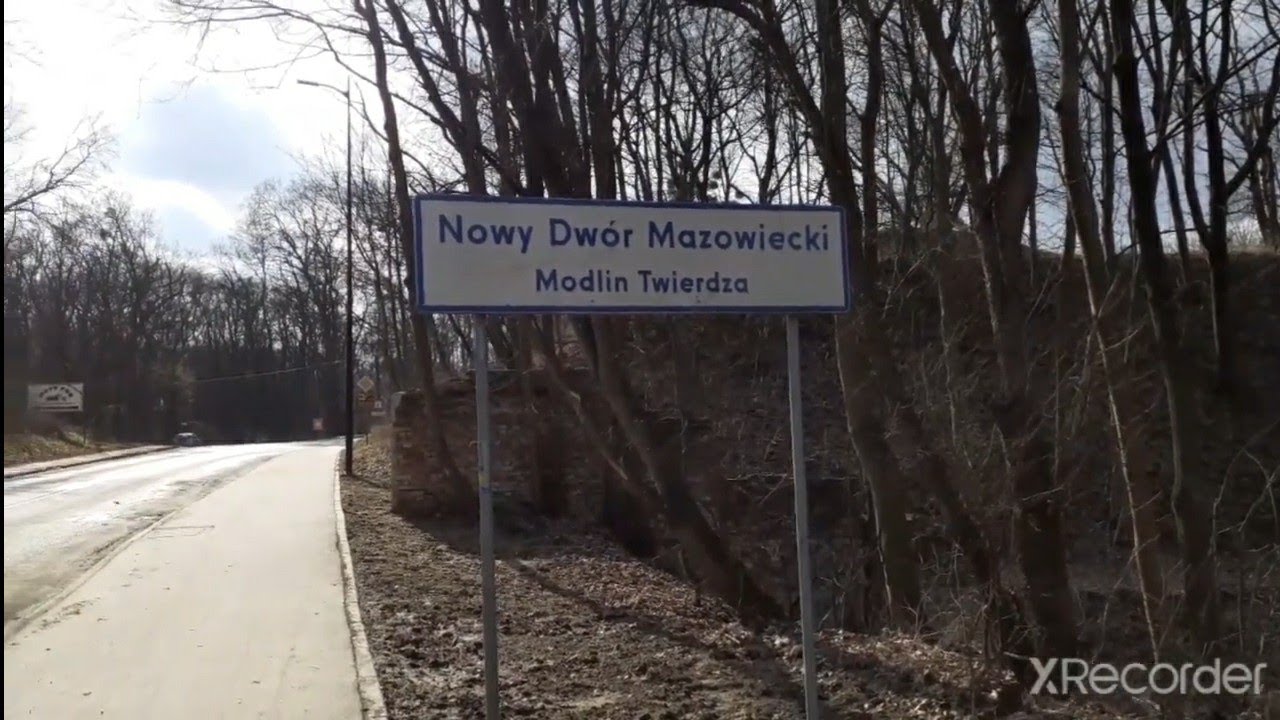 Nowy Dwór Mazowiecki
Modlin Twierdza
XRecorder